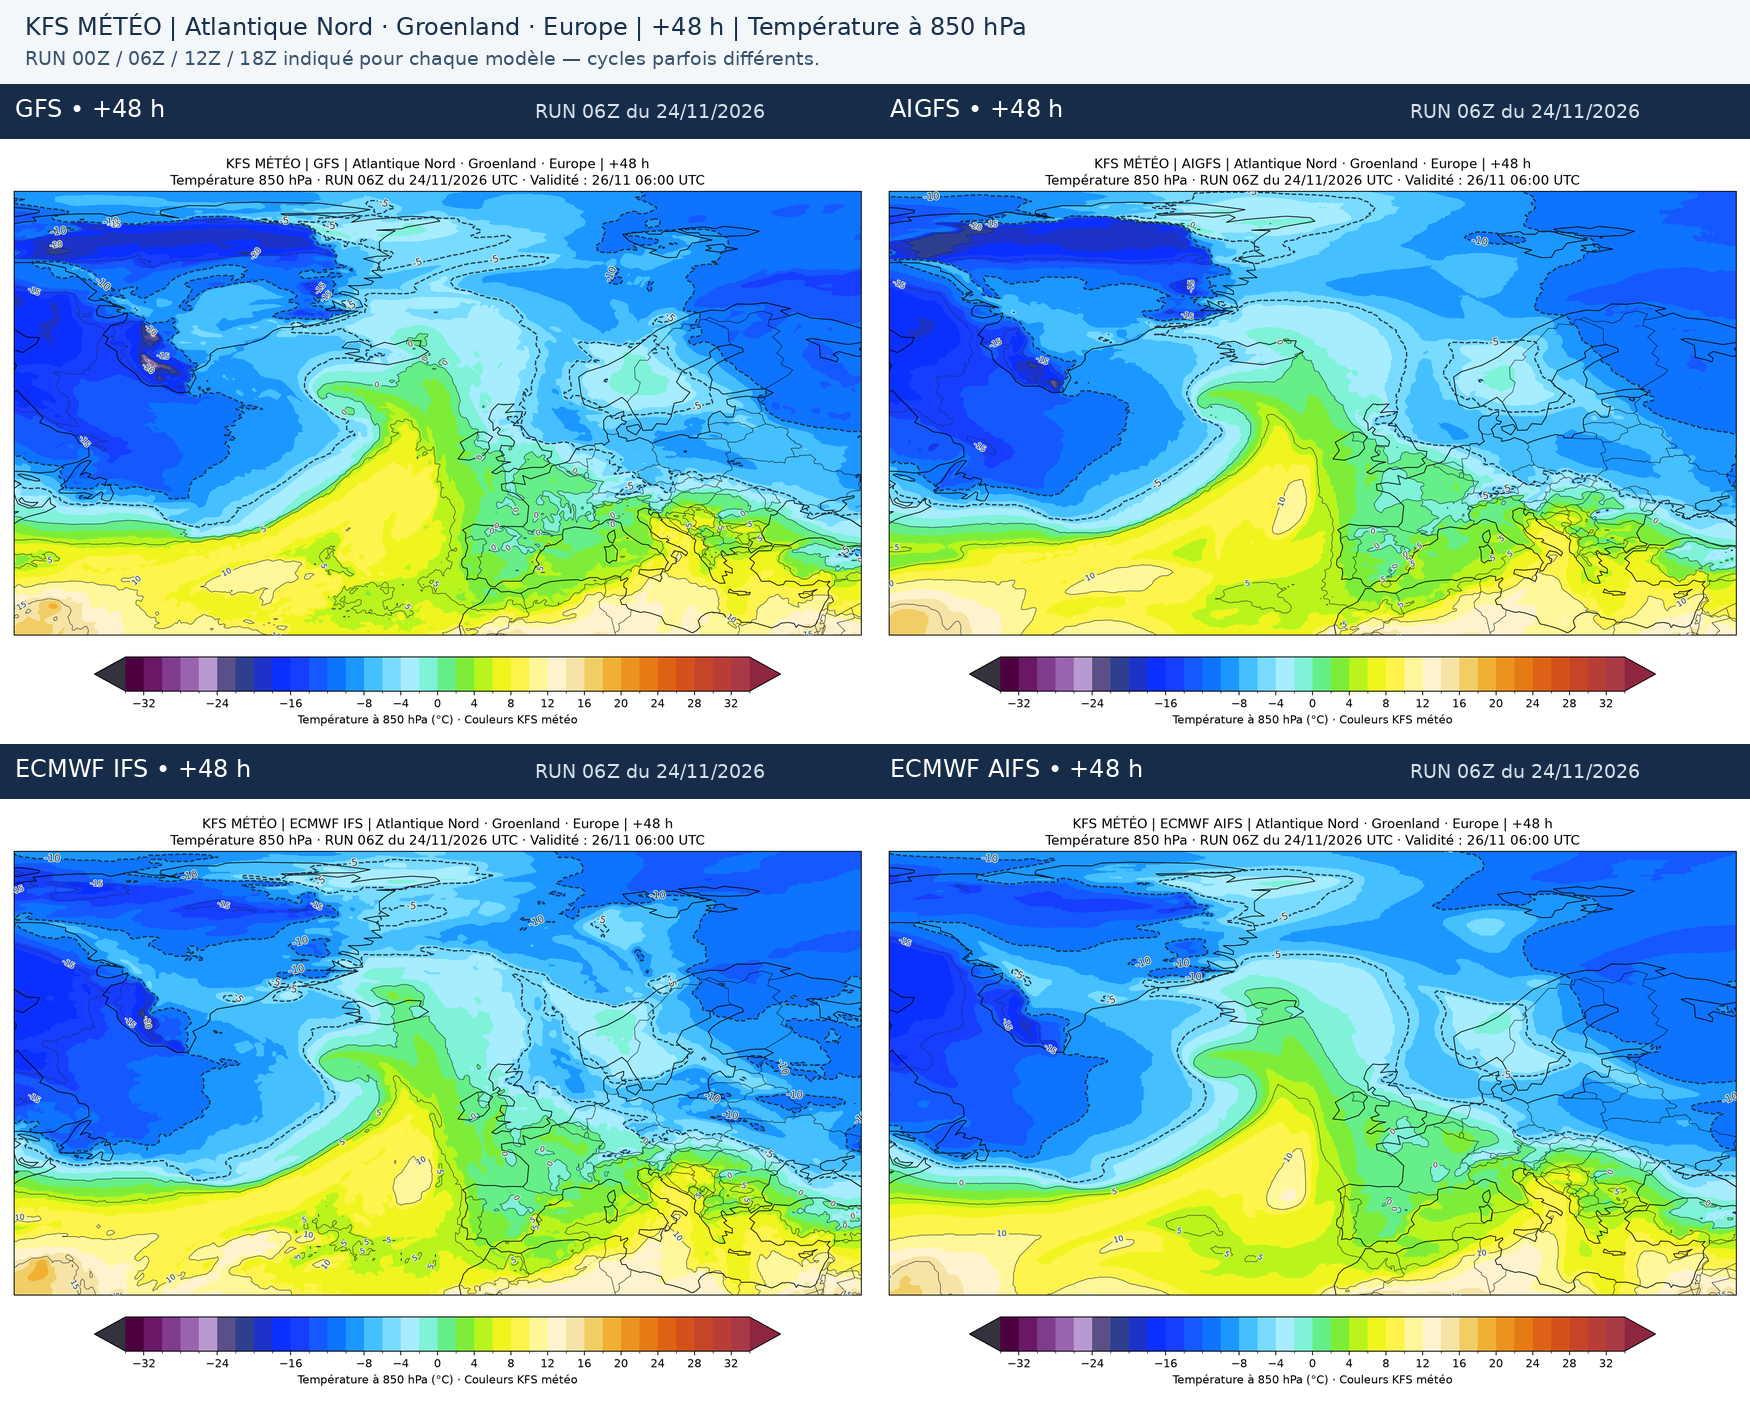 KFS MÉTÉO | Atlantique Nord · Groenland · Europe | +48 h | Température à 850 hPa
RUN 00Z / 06Z / 12Z / 18Z indiqué pour chaque modèle — cycles parfois différents.
GFS • +48 h
RUN 06Z du 24/11/2026
AIGFS • +48 h
RUN 06Z du 24/11/2026
KFS MÉTÉO | GFS | Atlantique Nord · Groenland · Europe | +48 h
Température 850 hPa · RUN 06Z du 24/11/2026 UTC · Validité : 26/11 06:00 UTC
KFS MÉTÉO | AIGFS | Atlantique Nord · Groenland · Europe | +48 h
Température 850 hPa · RUN 06Z du 24/11/2026 UTC · Validité : 26/11 06:00 UTC
−32 −24 −16 −8 −4 0 4 8 12 16 20 24 28 32
Température à 850 hPa (°C) · Couleurs KFS météo
−32 −24 −16 −8 −4 0 4 8 12 16 20 24 28 32
Température à 850 hPa (°C) · Couleurs KFS météo
ECMWF IFS • +48 h
RUN 06Z du 24/11/2026
ECMWF AIFS • +48 h
RUN 06Z du 24/11/2026
KFS MÉTÉO | ECMWF IFS | Atlantique Nord · Groenland · Europe | +48 h
Température 850 hPa · RUN 06Z du 24/11/2026 UTC · Validité : 26/11 06:00 UTC
KFS MÉTÉO | ECMWF AIFS | Atlantique Nord · Groenland · Europe | +48 h
Température 850 hPa · RUN 06Z du 24/11/2026 UTC · Validité : 26/11 06:00 UTC
−32 −24 −16 −8 −4 0 4 8 12 16 20 24 28 32
Température à 850 hPa (°C) · Couleurs KFS météo
−32 −24 −16 −8 −4 0 4 8 12 16 20 24 28 32
Température à 850 hPa (°C) · Couleurs KFS météo